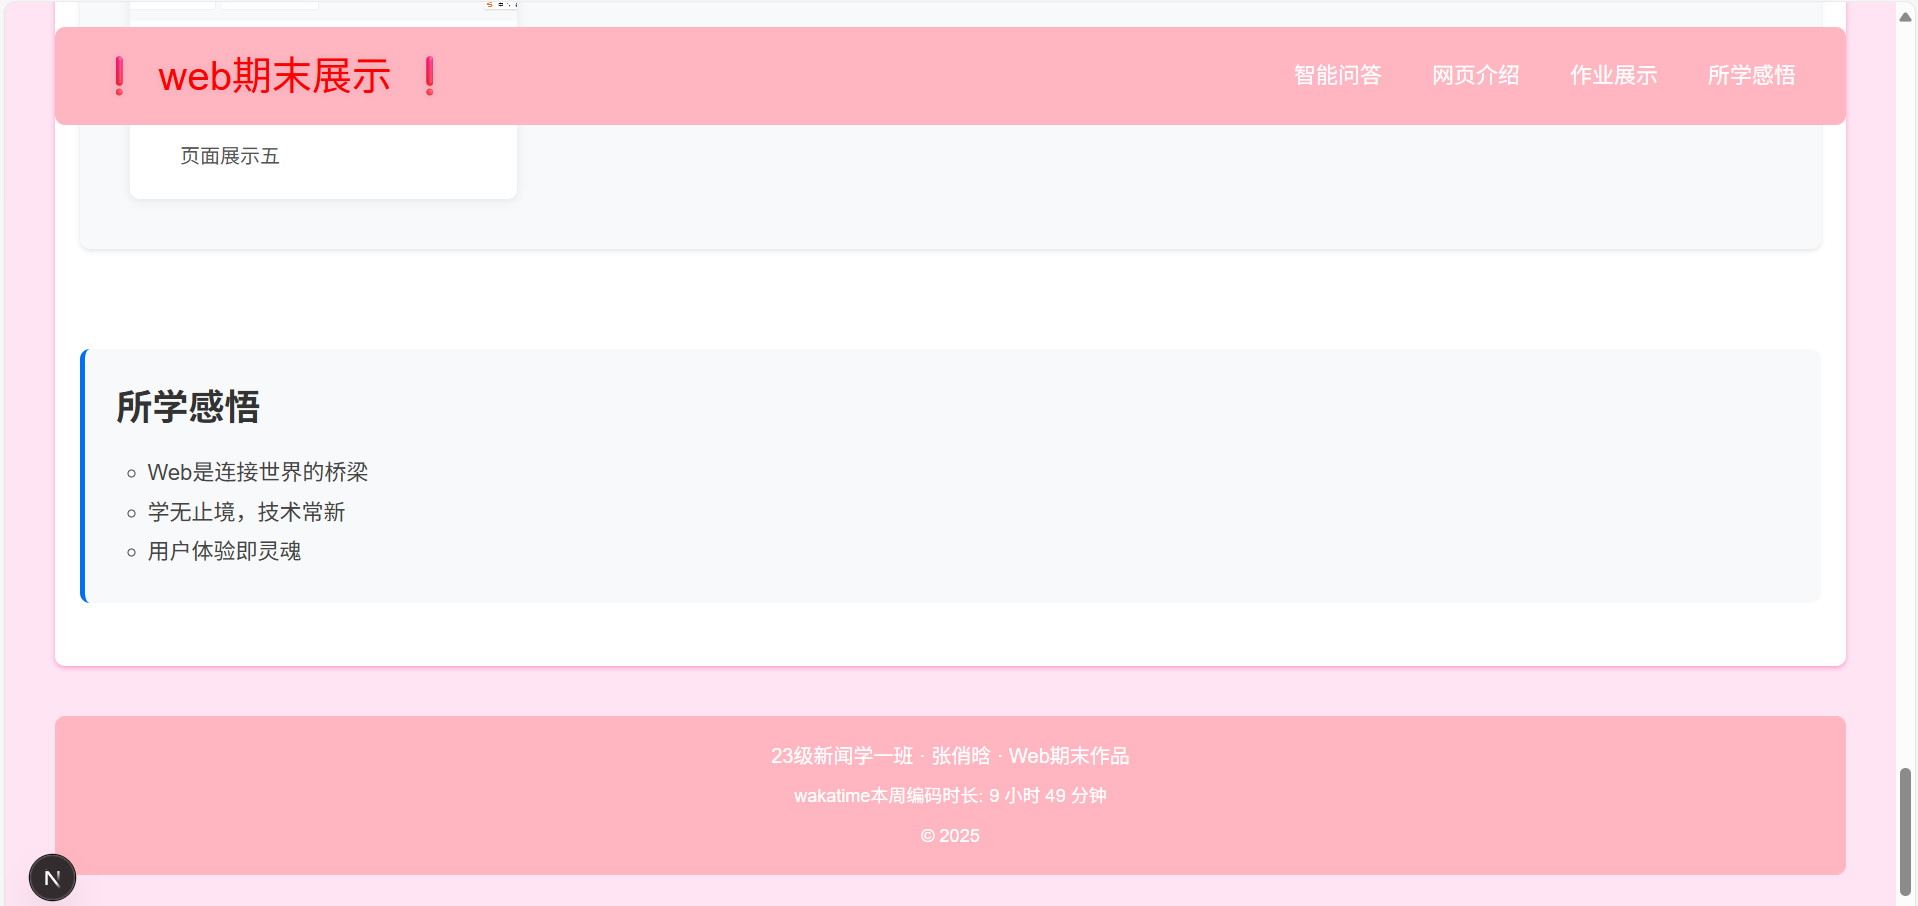 ❗ web期末展示 ❗
智能问答 网页介绍 作业展示 所学感悟
页面展示五
所学感悟
Web是连接世界的桥梁
学无止境，技术常新
用户体验即灵魂
23级新闻学一班 · 张俏晗 · Web期末作品
wakatime本周编码时长: 9 小时 49 分钟
© 2025
N